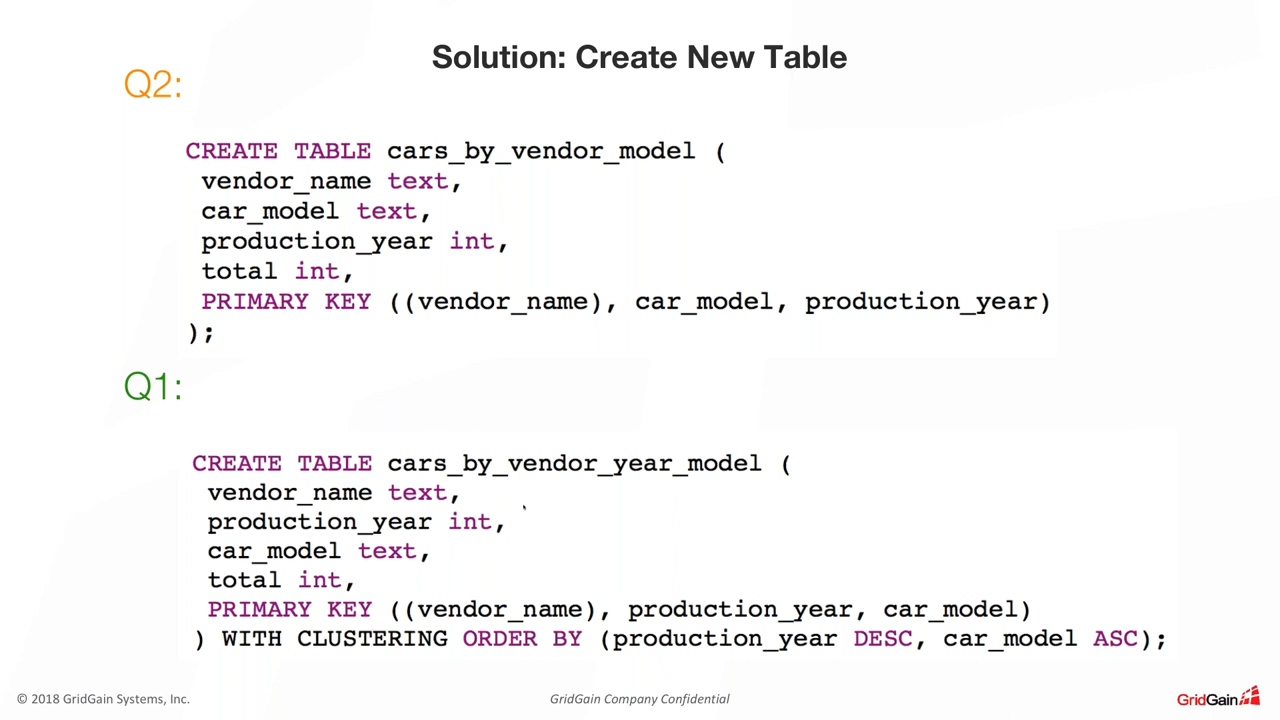 Solution: Create New Table
Q2:
CREATE TABLE cars_by_vendor_model (
vendor_name text,
car_model text,
production_year int,
total int,
PRIMARY KEY ((vendor_name), car_model, production_year)
);
Q1:
CREATE TABLE cars_by_vendor_year_model (
vendor_name text,
production_year int,
car_model text,
total int,
PRIMARY KEY ((vendor_name), production_year, car_model)
) WITH CLUSTERING ORDER BY (production_year DESC, car_model ASC);
© 2018 GridGain Systems, Inc.
GridGain Company Confidential
GridGain